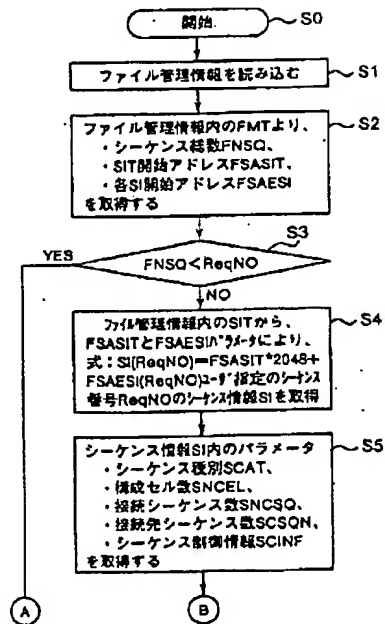 開始
S0
ファイル管理情報を読み込む
S1
ファイル管理情報内のFMTより、
・シーケンス総数FNSQ、
・SIT開始アドレスFSASIT、
・各SI開始アドレスFSAESI
を取得する
S2
S3
FNSQ<ReqNO
YES
NO
ファイル管理情報内のSITから、
FSASITとFSAESIパラメータにより、
式:SI(ReqNO)=FSASIT*2048+
FSAESI(ReqNO)ユーザ指定のシーケンス
番号ReqNOのシーケンス情報SIを取得
S4
シーケンス情報SI内のパラメータ
・シーケンス種別SCAT、
・構成セル数SNCEL、
・接続シーケンス数SNCSQ、
・接続先シーケンス数SCSQN、
・シーケンス制御情報SCINF
を取得する
S5
A
B